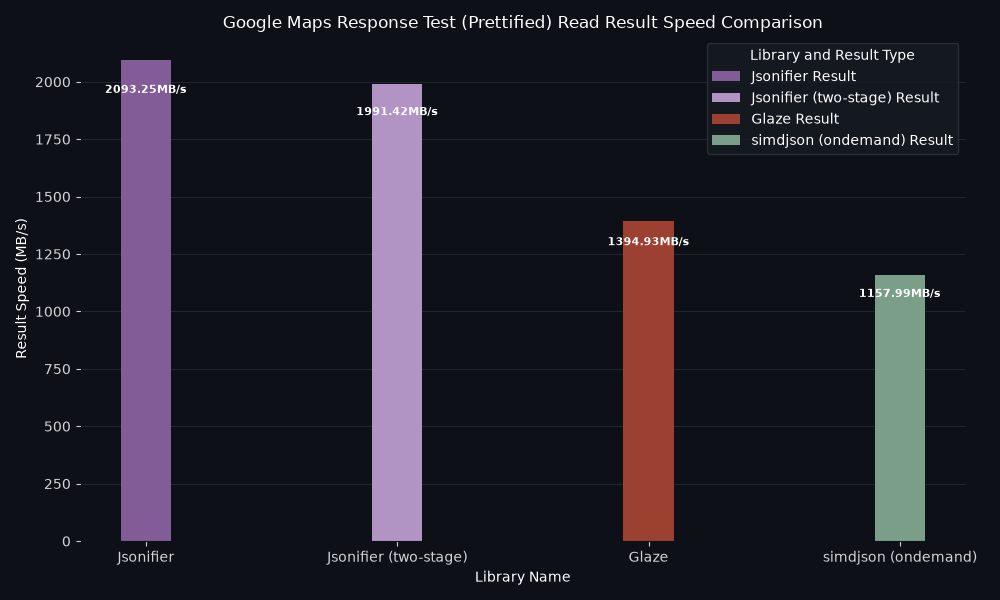 Google Maps Response Test (Prettified) Read Result Speed Comparison
Library and Result Type
Jsonifier Result
Jsonifier (two-stage) Result
Glaze Result
simdjson (ondemand) Result
Result Speed (MB/s)
2000
1750
1500
1250
1000
750
500
250
0
2093.25MB/s
1991.42MB/s
1394.93MB/s
1157.99MB/s
Jsonifier
Jsonifier (two-stage)
Glaze
simdjson (ondemand)
Library Name